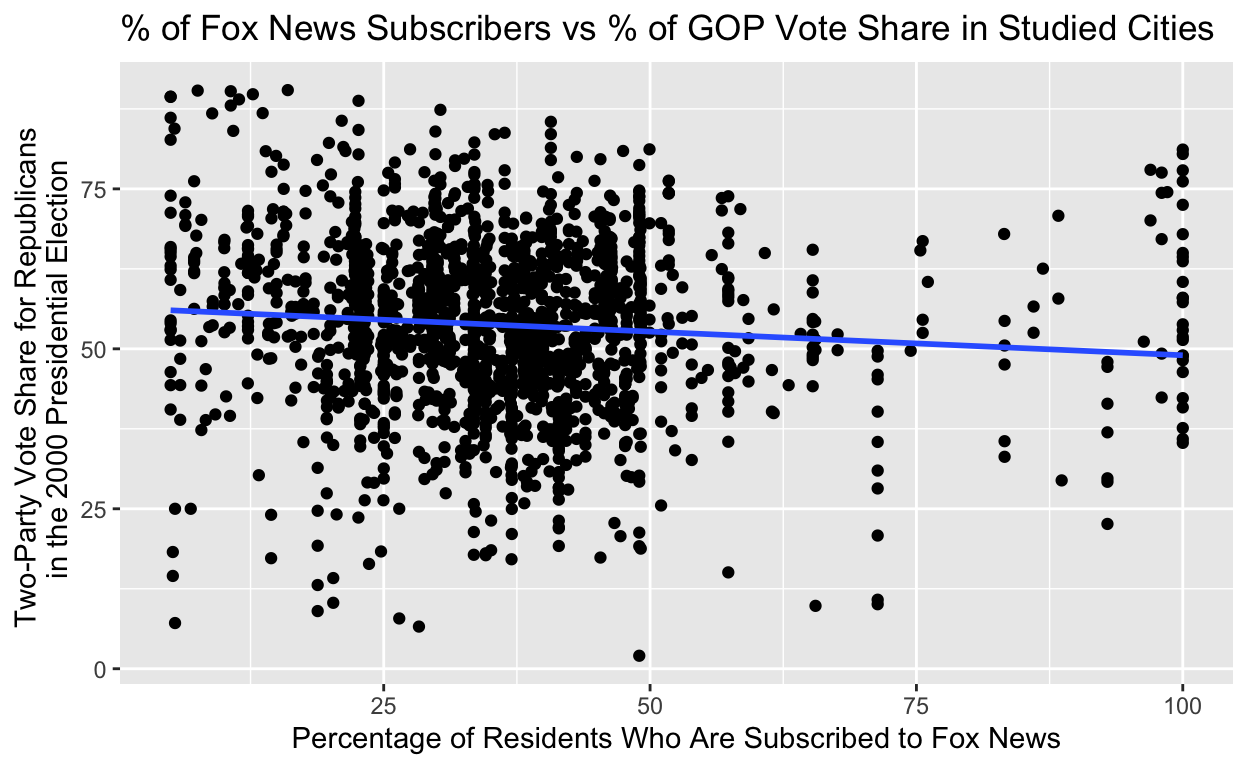 % of Fox News Subscribers vs % of GOP Vote Share in Studied Cities
Two-Party Vote Share for Republicans
in the 2000 Presidential Election
75
50
25
0
25
50
75
100
Percentage of Residents Who Are Subscribed to Fox News